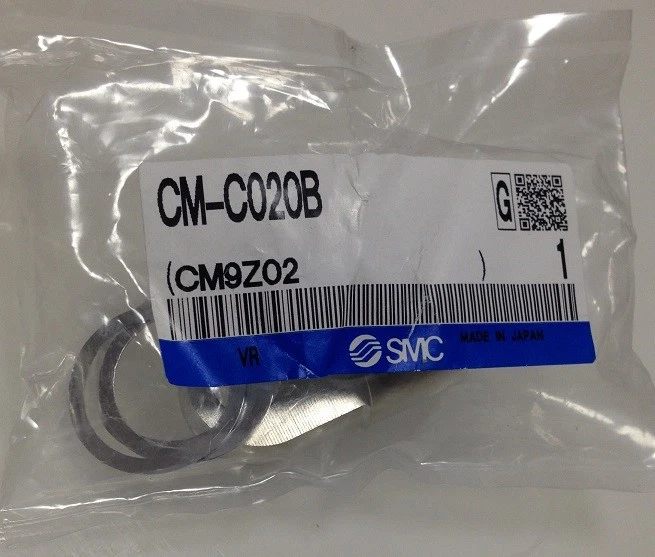 CM-C020B
G
(CM9Z02 ) 1
VR SMC MADE IN JAPAN